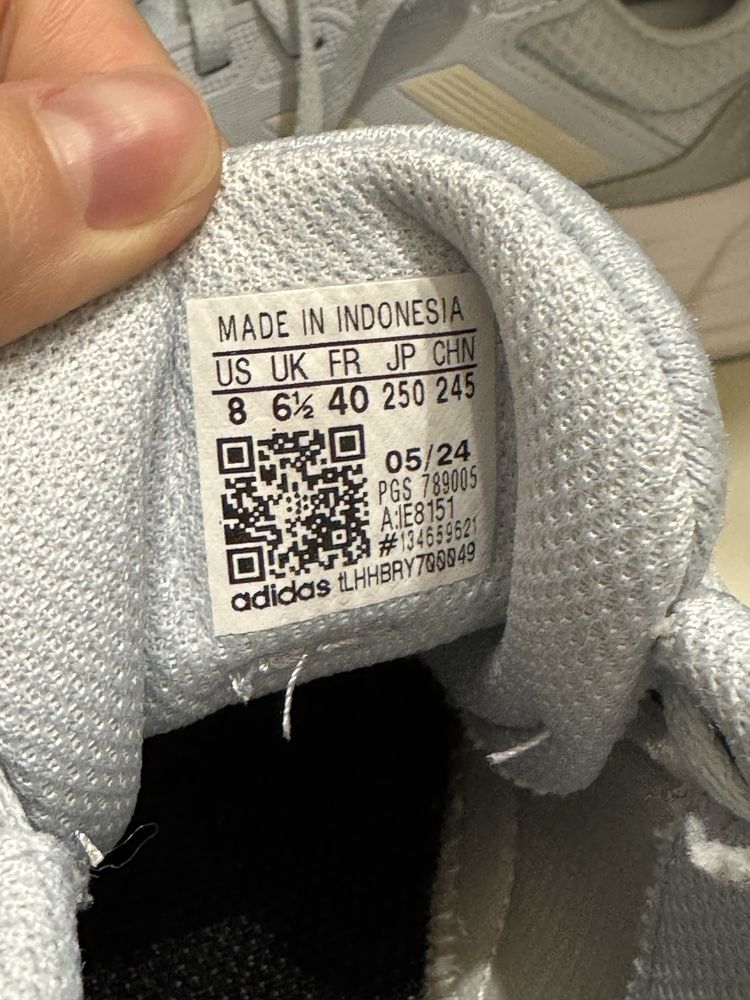 MADE IN INDONESIA
US UK FR JP CHN
8 6½ 40 250 245
05/24
PGS 789005
A:IE8151
#134659621
adidas tLHHBRY700049